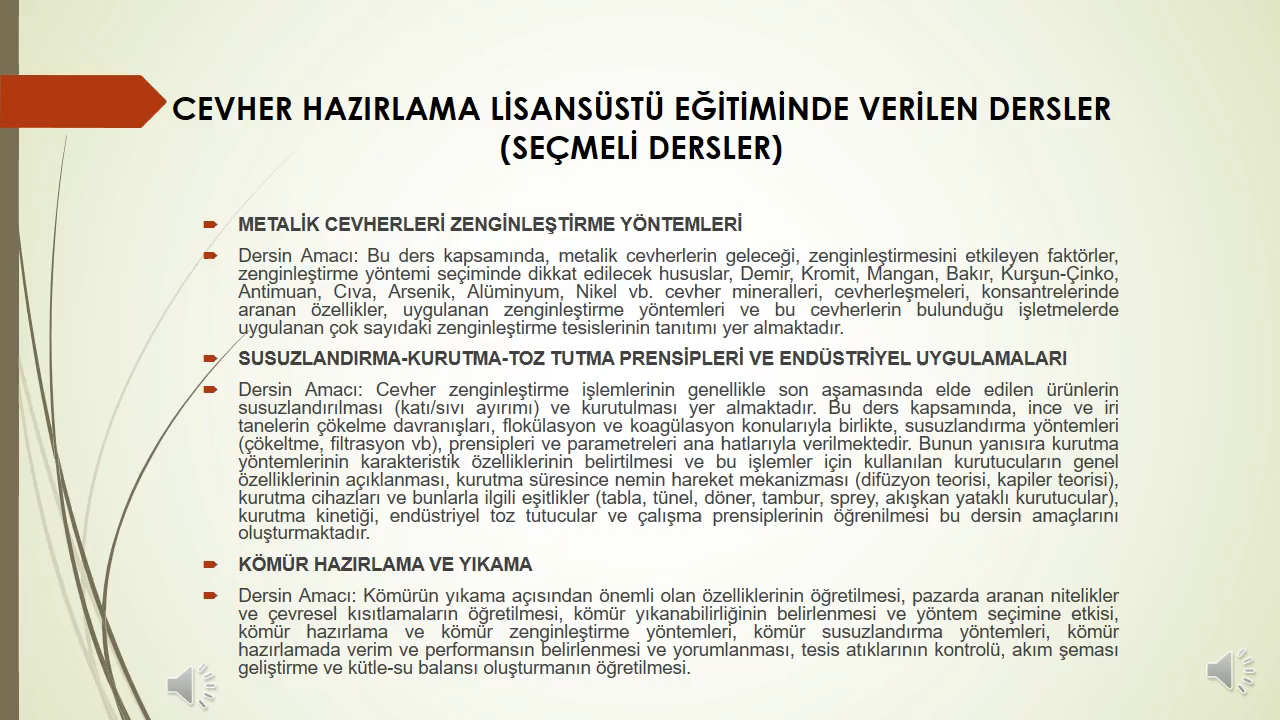 CEVHER HAZIRLAMA LİSANSÜSTÜ EĞİTİMİNDE VERİLEN DERSLER
(SEÇMELİ DERSLER)
METALİK CEVHERLERİ ZENGİNLEŞTİRME YÖNTEMLERİ
Dersin Amacı: Bu ders kapsamında, metalik cevherlerin geleceği, zenginleştirmesini etkileyen faktörler,
zenginleştirme yöntemi seçiminde dikkat edilecek hususlar, Demir, Kromit, Mangan, Bakır, Kurşun-Çinko,
Antimuan, Cıva, Arsenik, Alüminyum, Nikel vb. cevher mineralleri, cevherleşmeleri, konsantrelerinde
aranan özellikler, uygulanan zenginleştirme yöntemleri ve bu cevherlerin bulunduğu işletmelerde
uygulanan çok sayıdaki zenginleştirme tesislerinin tanıtımı yer almaktadır.
SUSUZLANDIRMA-KURUTMA-TOZ TUTMA PRENSİPLERİ VE ENDÜSTRİYEL UYGULAMALARI
Dersin Amacı: Cevher zenginleştirme işlemlerinin genellikle son aşamasında elde edilen ürünlerin
susuzlandırılması (katı/sıvı ayırımı) ve kurutulması yer almaktadır. Bu ders kapsamında, ince ve iri
tanelerin çökelme davranışları, flokülasyon ve koagülasyon konularıyla birlikte, susuzlandırma yöntemleri
(çökeltme, filtrasyon vb), prensipleri ve parametreleri ana hatlarıyla verilmektedir. Bunun yanısıra kurutma
yöntemlerinin karakteristik özelliklerinin belirtilmesi ve bu işlemler için kullanılan kurutucuların genel
özelliklerinin açıklanması, kurutma süresince nemin hareket mekanizması (difüzyon teorisi, kapiler teorisi),
kurutma cihazları ve bunlarla ilgili eşitlikler (tabla, tünel, döner, tambur, sprey, akışkan yataklı kurutucular),
kurutma kinetiği, endüstriyel toz tutucular ve çalışma prensiplerinin öğrenilmesi bu dersin amaçlarını
oluşturmaktadır.
KÖMÜR HAZIRLAMA VE YIKAMA
Dersin Amacı: Kömürün yıkama açısından önemli olan özelliklerinin öğretilmesi, pazarda aranan nitelikler
ve çevresel kısıtlamaların öğretilmesi, kömür yıkanabilirliğinin belirlenmesi ve yöntem seçimine etkisi,
kömür hazırlama ve kömür zenginleştirme yöntemleri, kömür susuzlandırma yöntemleri, kömür
hazırlamada verim ve performansın belirlenmesi ve yorumlanması, tesis atıklarının kontrolü, akım şeması
geliştirme ve kütle-su balansı oluşturmanın öğretilmesi.